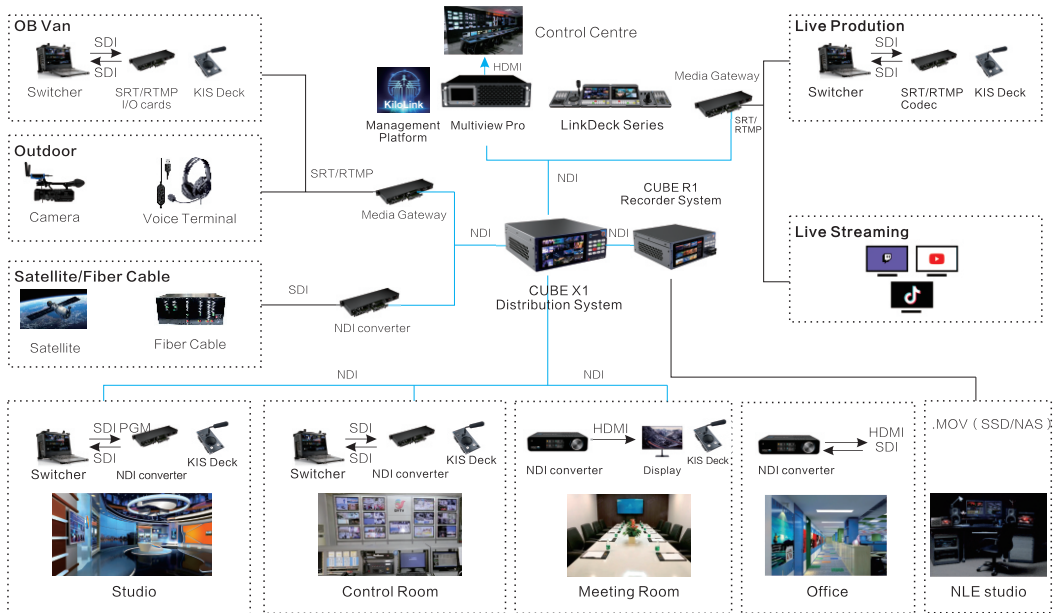 OB Van
SDI
SDI
Switcher
SRT/RTMP
I/O cards
KIS Deck
Outdoor
Camera
Voice Terminal
Satellite/Fiber Cable
Satellite
Fiber Cable
SRT/RTMP
Media Gateway
SDI
NDI converter
Control Centre
HDMI
KiloLink
Management
Platform
Multiview Pro
LinkDeck Series
Media Gateway
SRT/
RTMP
NDI
CUBE R1
Recorder System
NDI
NDI
CUBE X1
Distribution System
Live Prodution
SDI
SDI
Switcher
SRT/RTMP
Codec
KIS Deck
Live Streaming
NDI
NDI
SDI PGM
SDI
Switcher
NDI converter
KIS Deck
Studio
SDI
SDI
Switcher
NDI converter
KIS Deck
Control Room
HDMI
NDI converter
Display
KIS Deck
Meeting Room
HDMI
SDI
NDI converter
Office
.MOV（SSD/NAS）
NLE studio